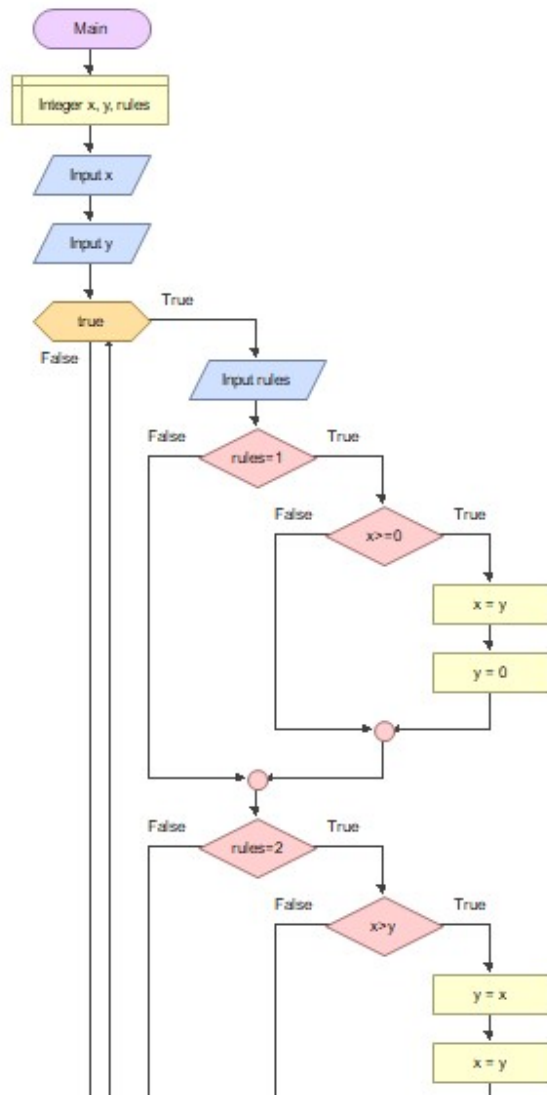 Main
Integer x, y, rules
Input x
Input y
True
true
False
Input rules
False
True
rules=1
False
True
x>=0
x = y
y = 0
False
True
rules=2
False
True
x>y
y = x
x = y